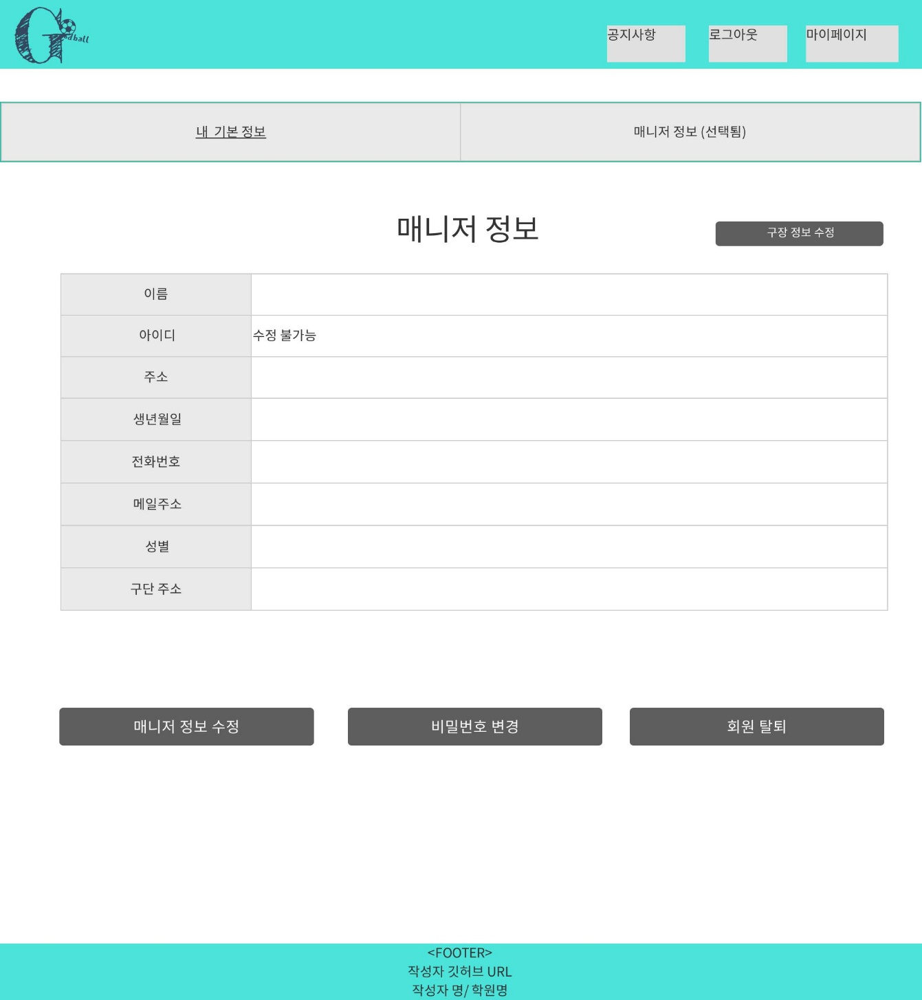 Goodball
공지사항
로그아웃
마이페이지
내  기본 정보
매니저 정보 (선택됨)
매니저 정보
구장 정보 수정
이름
아이디
수정 불가능
주소
생년월일
전화번호
메일주소
성별
구단 주소
매니저 정보 수정
비밀번호 변경
회원 탈퇴
<FOOTER>
작성자 깃허브 URL
작성자 명/ 학원명